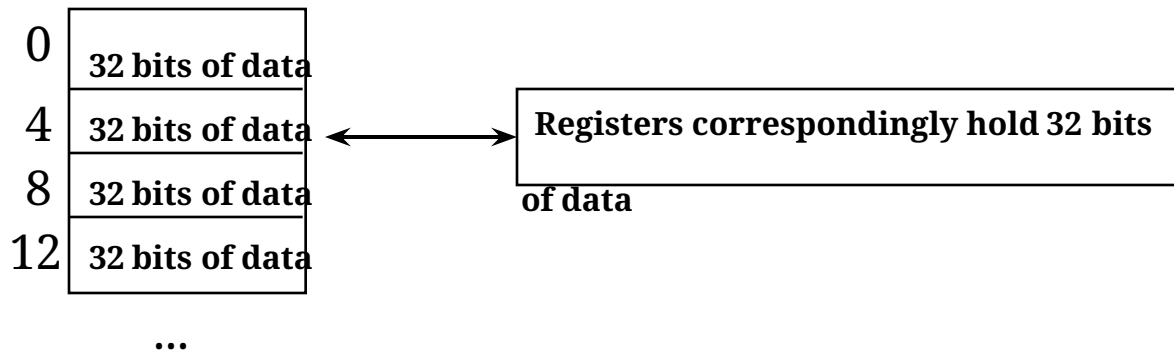 0
32 bits of data
4
32 bits of data
Registers correspondingly hold 32 bits
8
32 bits of data
of data
12
32 bits of data
...